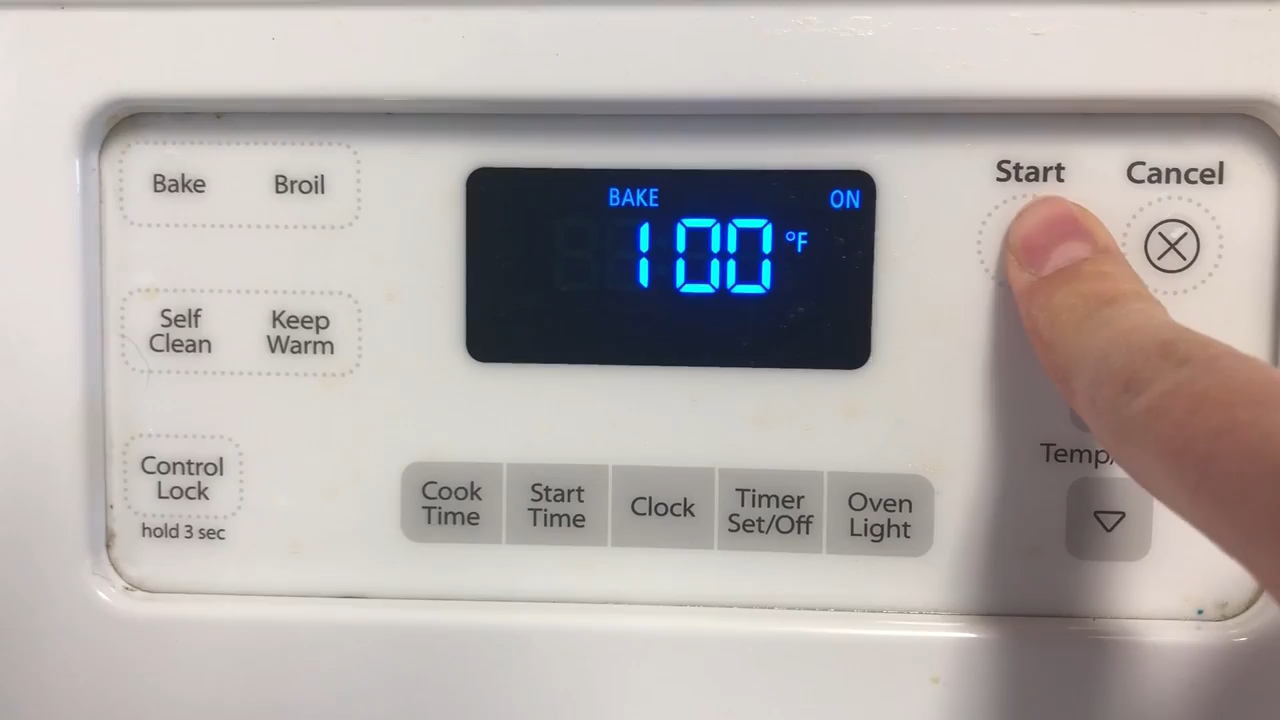 Bake Broil
BAKE ON
100 °F
Start Cancel
Self
Clean
Keep
Warm
Control
Lock
hold 3 sec
Cook
Time
Start
Time
Clock
Timer
Set/Off
Oven
Light
Temp/